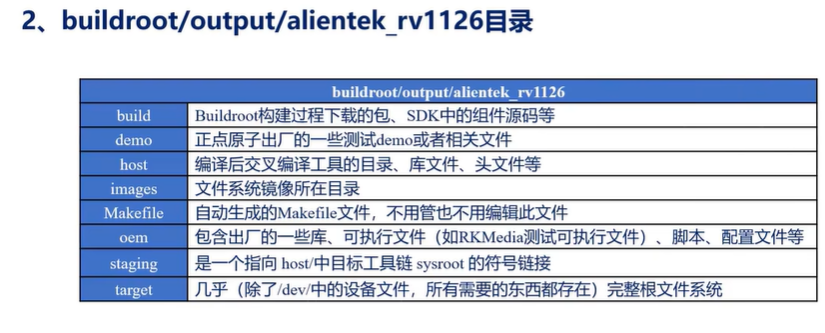 2、buildroot/output/alientek_rv1126目录
buildroot/output/alientek_rv1126
build Buildroot构建过程下载的包、SDK中的组件源码等
demo 正点原子出厂的一些测试demo或者相关文件
host 编译后交叉编译工具的目录、库文件、头文件等
images 文件系统镜像所在目录
Makefile 自动生成的Makefile文件，不用管也不用编辑此文件
oem 包含出厂的一些库、可执行文件（如RKMedia测试可执行文件）、脚本、配置文件等
staging 是一个指向 host/中目标工具链 sysroot 的符号链接
target 几乎（除了/dev/中的设备文件，所有需要的东西都存在）完整根文件系统